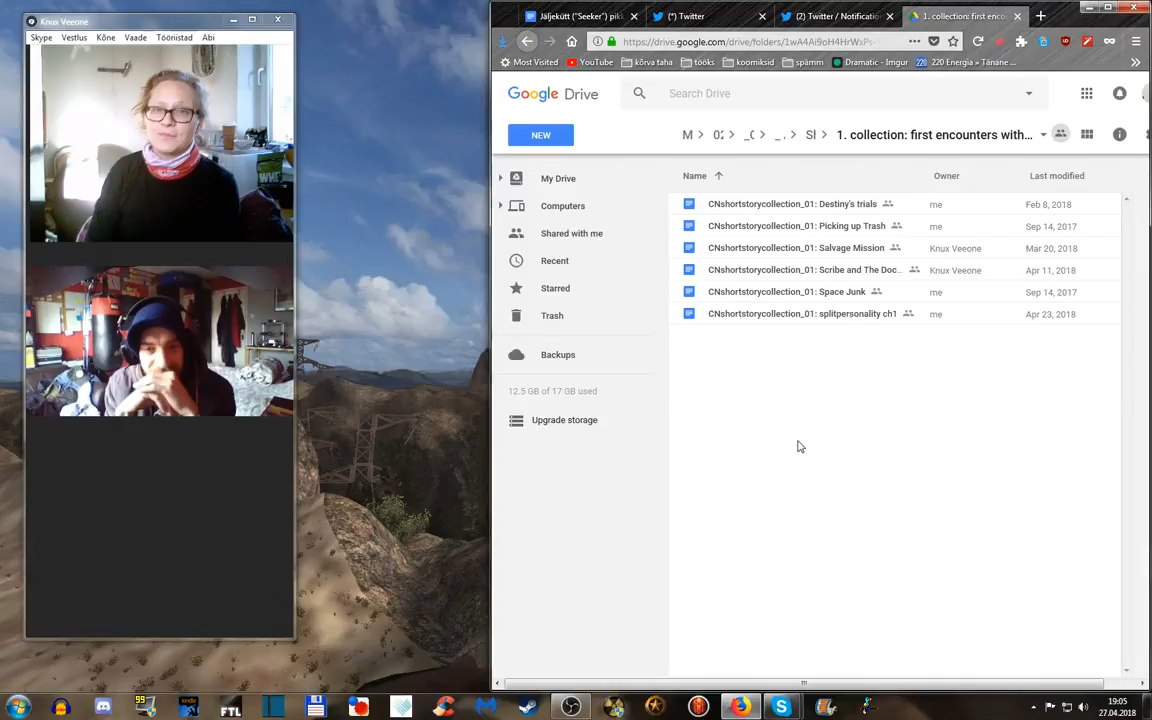 Knux Veeone
Skype Vestlus Kõne Vaade Tööriistad Abi
Jäljekütt ("Seeker") pikk
(*) Twitter
(2) Twitter / Notification
1. collection: first enco
https://drive.google.com/drive/folders/1wA4Ai9oH4HrWxPs
Most Visited YouTube kõrva taha tööks koomiksid spämm Dramatic - Imgur 220 Energia » Tänane ...
Google Drive
Search Drive
NEW
M > 02 > _C > _. > Sl > 1. collection: first encounters with...
Name Owner Last modified
My Drive
Computers
Shared with me
Recent
Starred
Trash
Backups
12.5 GB of 17 GB used
Upgrade storage
CNshortstorycollection_01: Destiny's trials me Feb 8, 2018
CNshortstorycollection_01: Picking up Trash me Sep 14, 2017
CNshortstorycollection_01: Salvage Mission Knux Veeone Mar 20, 2018
CNshortstorycollection_01: Scribe and The Doc... Knux Veeone Apr 11, 2018
CNshortstorycollection_01: Space Junk me Sep 14, 2017
CNshortstorycollection_01: splitpersonality ch1 me Apr 23, 2018
99
kindle
FTL
19:05
27.04.2018